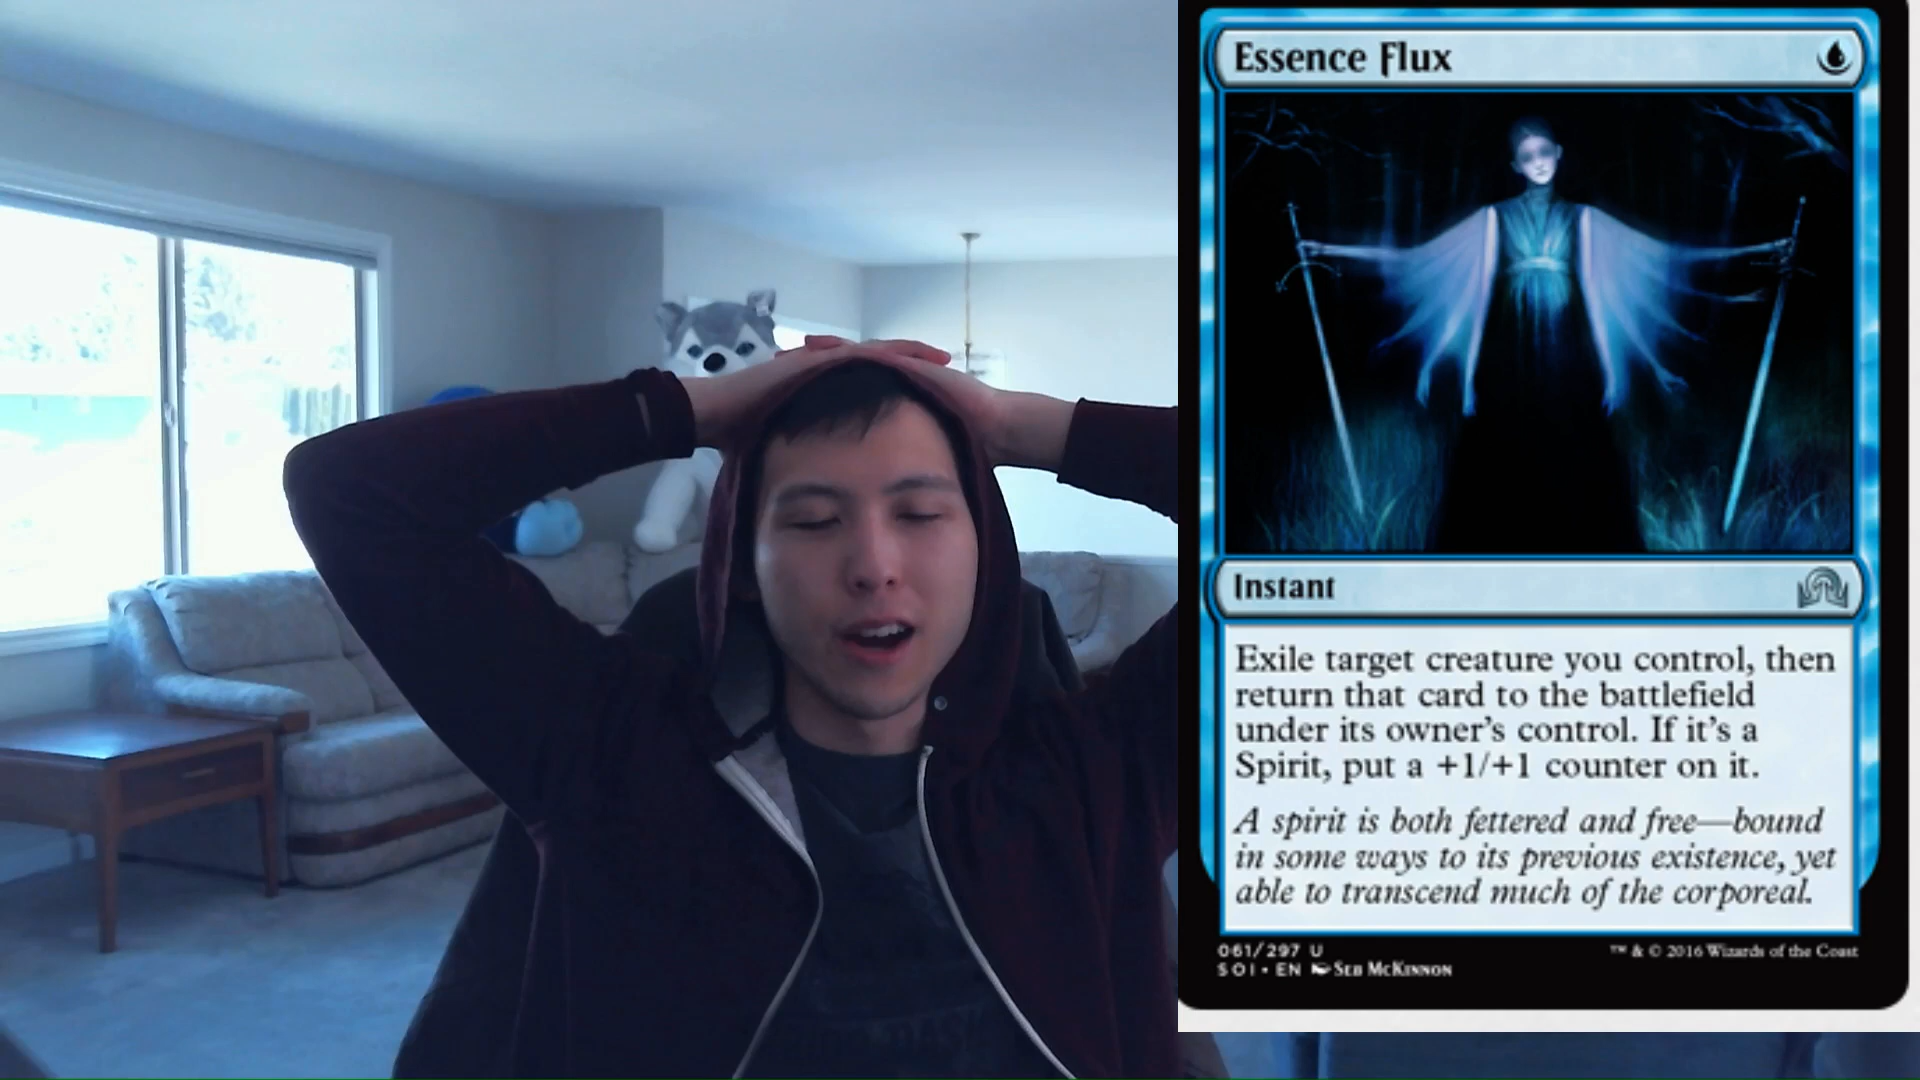 Essence Flux
Instant
Exile target creature you control, then
return that card to the battlefield
under its owner's control. If it's a
Spirit, put a +1/+1 counter on it.
A spirit is both fettered and free—bound
in some ways to its previous existence, yet
able to transcend much of the corporeal.
061/297 U
™ & © 2016 Wizards of the Coast
SOI • EN Seb McKinnon